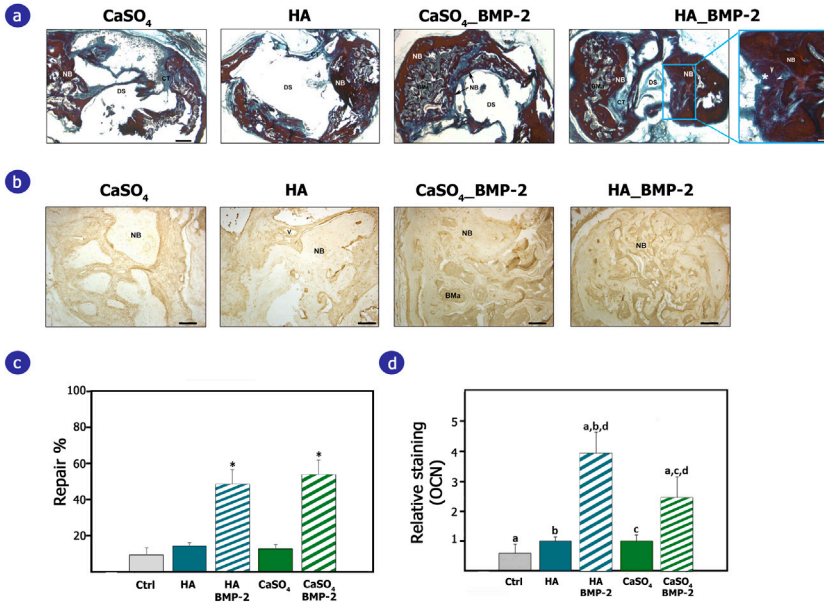 a
CaSO4
HA
CaSO4_BMP-2
HA_BMP-2
NB
DS
CT
DS
NB
NB
DS
NB
BMa
NB
CT
DS
NB
NB
*
b
CaSO4
HA
CaSO4_BMP-2
HA_BMP-2
NB
V
NB
NB
BMa
NB
c
100
80
60
40
20
Repair %
*
*
Ctrl
HA
HA
BMP-2
CaSO4
CaSO4
BMP-2
d
5
4
3
2
1
Relative staining
(OCN)
a
b
a,b,d
c
a,c,d
Ctrl
HA
HA
BMP-2
CaSO4
CaSO4
BMP-2